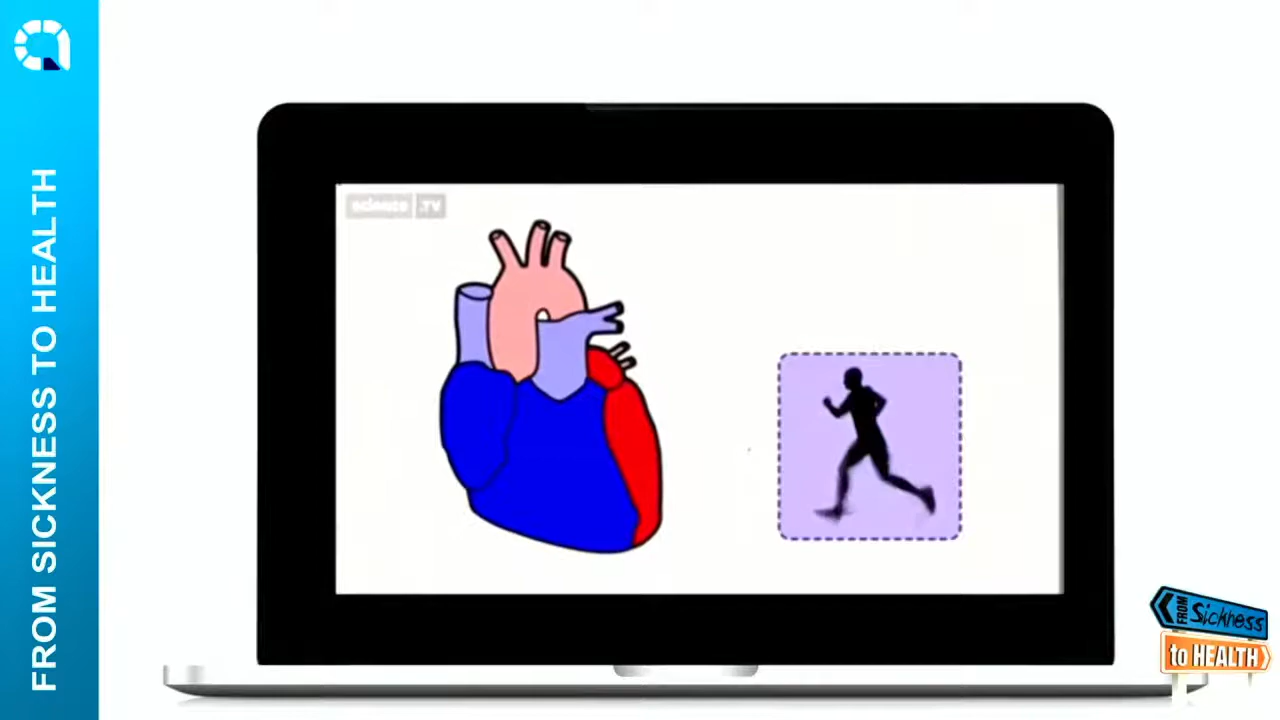 FROM SICKNESS TO HEALTH
science .TV
FROM Sickness
to HEALTH